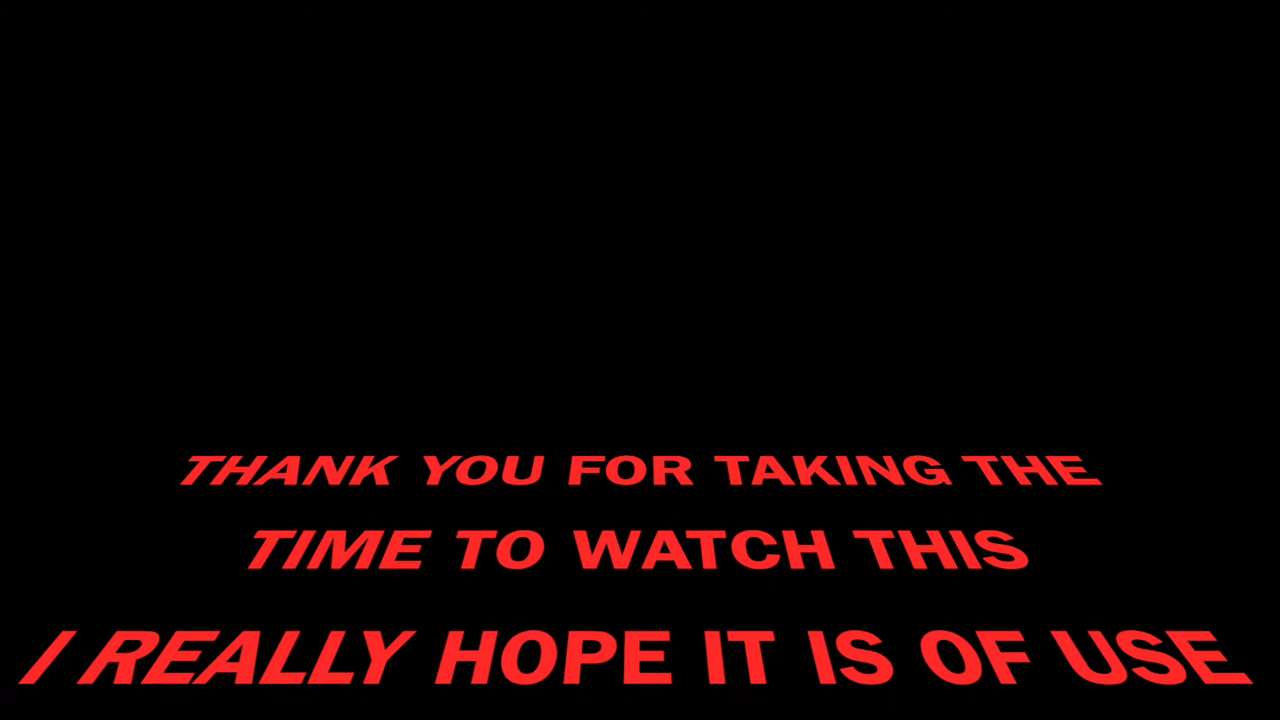 THANK YOU FOR TAKING THE
TIME TO WATCH THIS
I REALLY HOPE IT IS OF USE